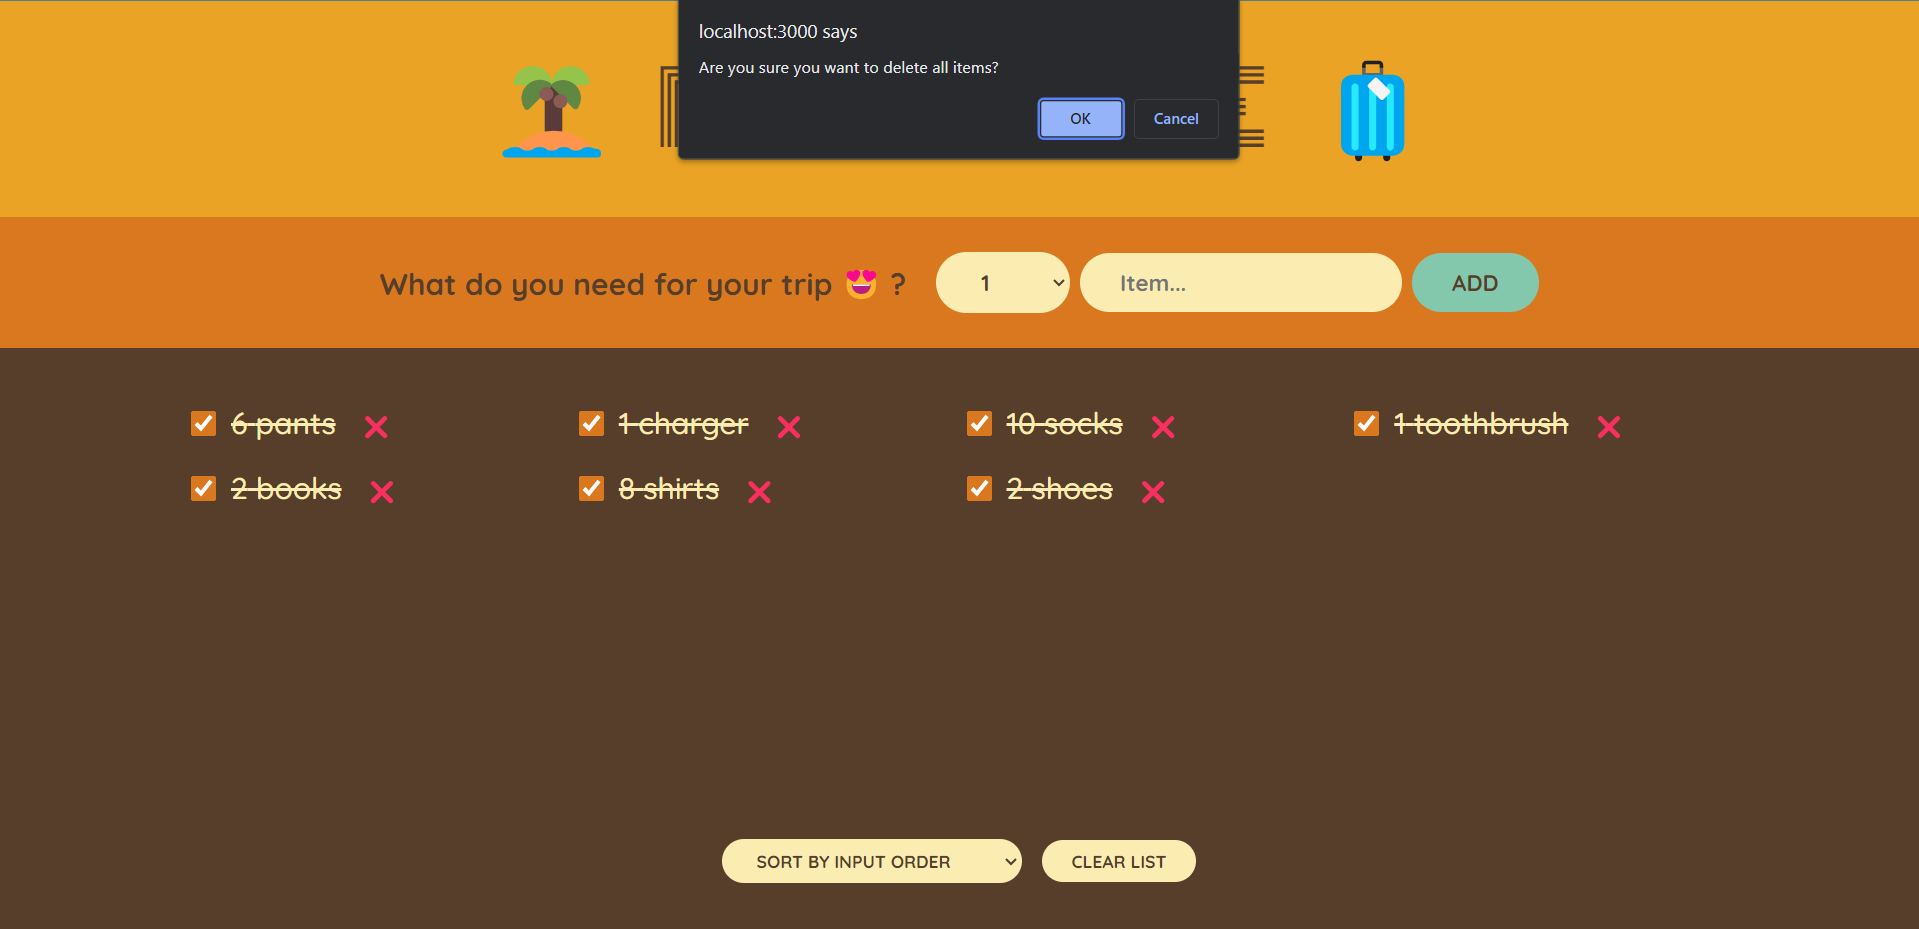 localhost:3000 says
Are you sure you want to delete all items?
OK Cancel
What do you need for your trip 😍 ? 1 Item... ADD
6 pants 1 charger 10 socks 1 toothbrush
2 books 8 shirts 2 shoes
SORT BY INPUT ORDER CLEAR LIST